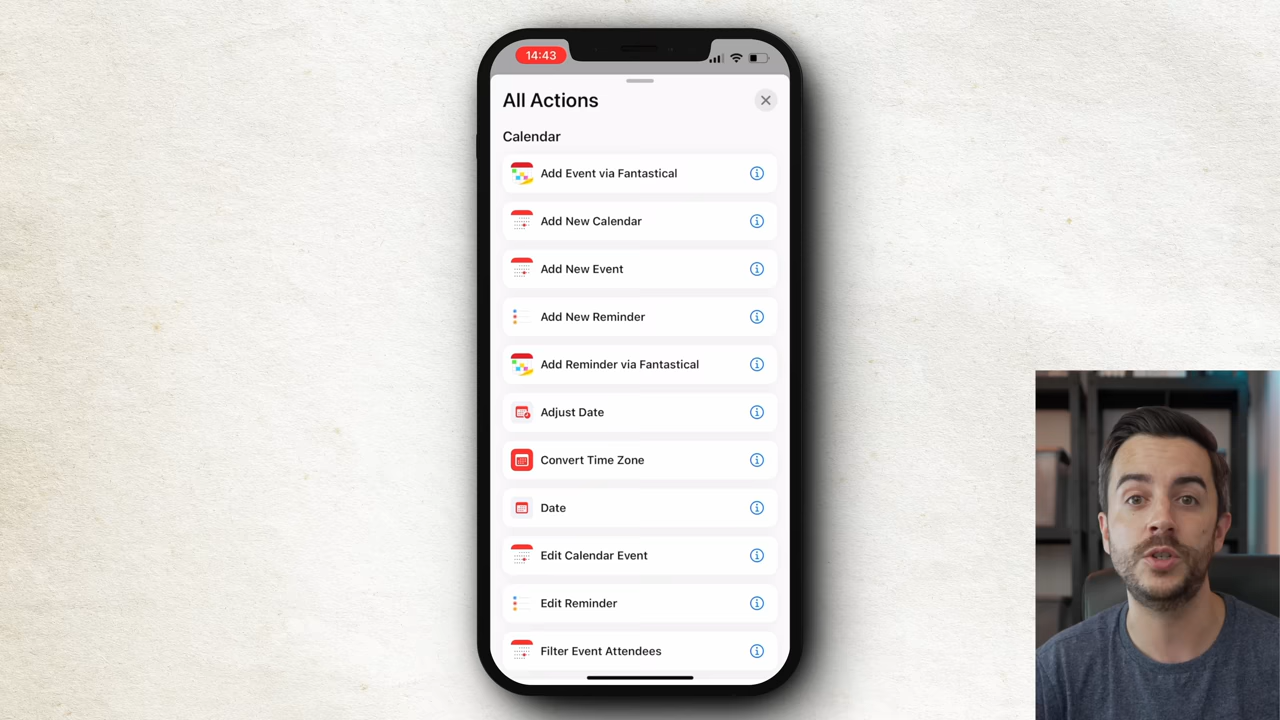 14:43
All Actions
Calendar
Add Event via Fantastical
Add New Calendar
Add New Event
Add New Reminder
Add Reminder via Fantastical
Adjust Date
Convert Time Zone
Date
Edit Calendar Event
Edit Reminder
Filter Event Attendees